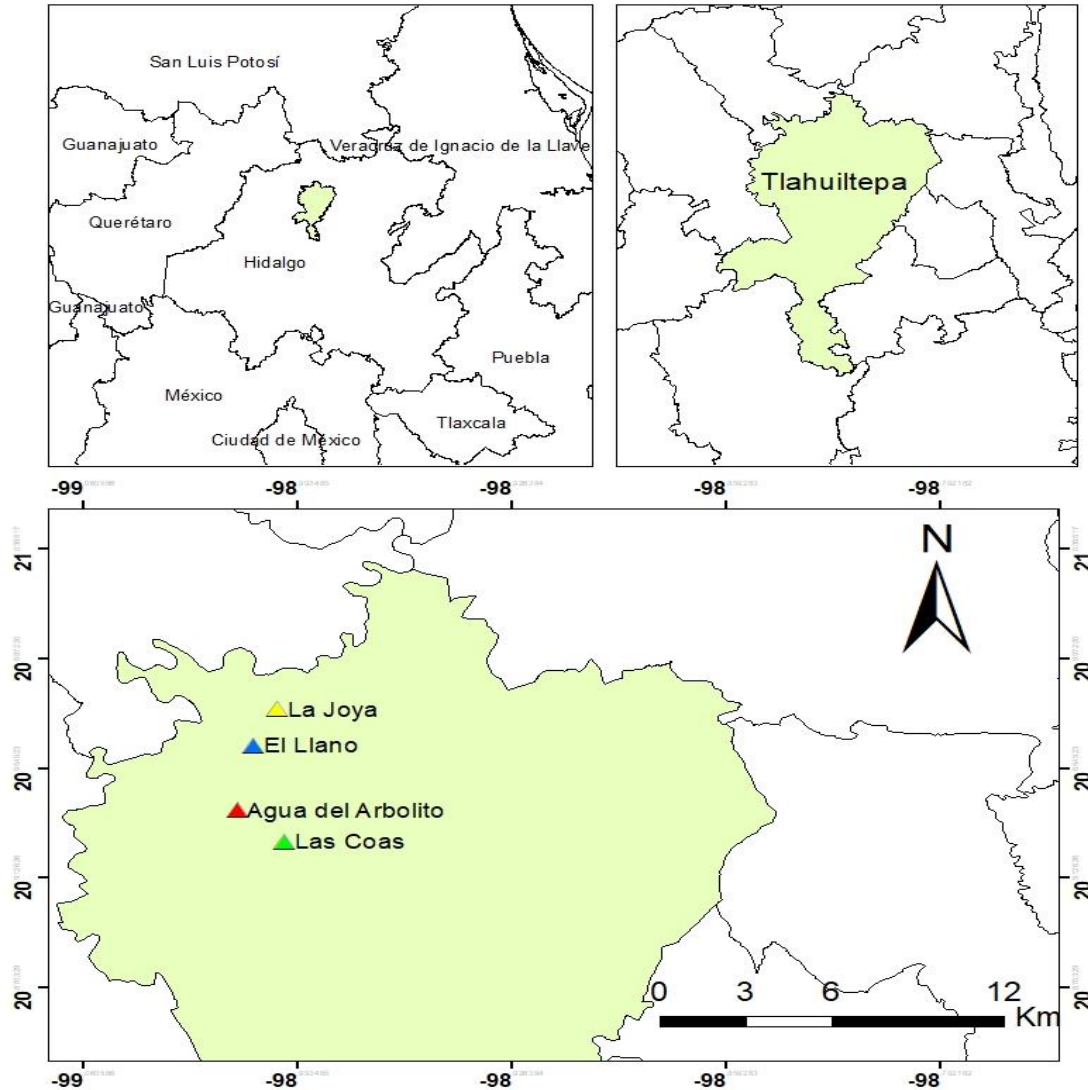 San Luis Potosí
Guanajuato
Veracruz de Ignacio de la Llave
Querétaro
Hidalgo
Guanajuato
Puebla
México
Tlaxcala
Ciudad de México
Tlahuiltepa
-99 -98 -98 -98 -98
21 21
N
20 20
La Joya
El Llano
20 20
Agua del Arbolito
Las Coas
20 20
20 20
0 3 6 12
Km
-99 -98 -98 -98 -98